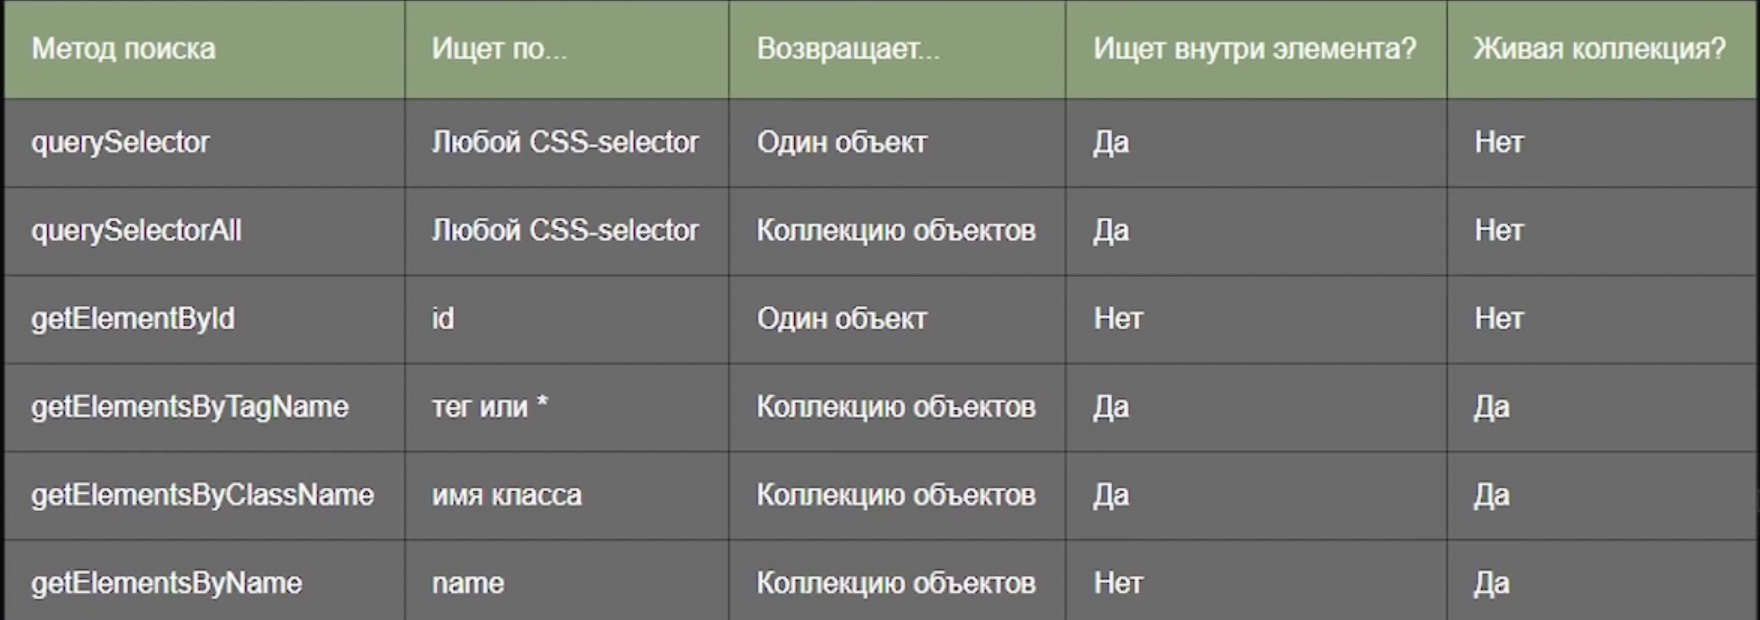 Метод поиска Ищет по... Возвращает... Ищет внутри элемента? Живая коллекция?
querySelector Любой CSS-selector Один объект Да Нет
querySelectorAll Любой CSS-selector Коллекцию объектов Да Нет
getElementById id Один объект Нет Нет
getElementsByTagName тег или * Коллекцию объектов Да Да
getElementsByClassName имя класса Коллекцию объектов Да Да
getElementsByName name Коллекцию объектов Нет Да